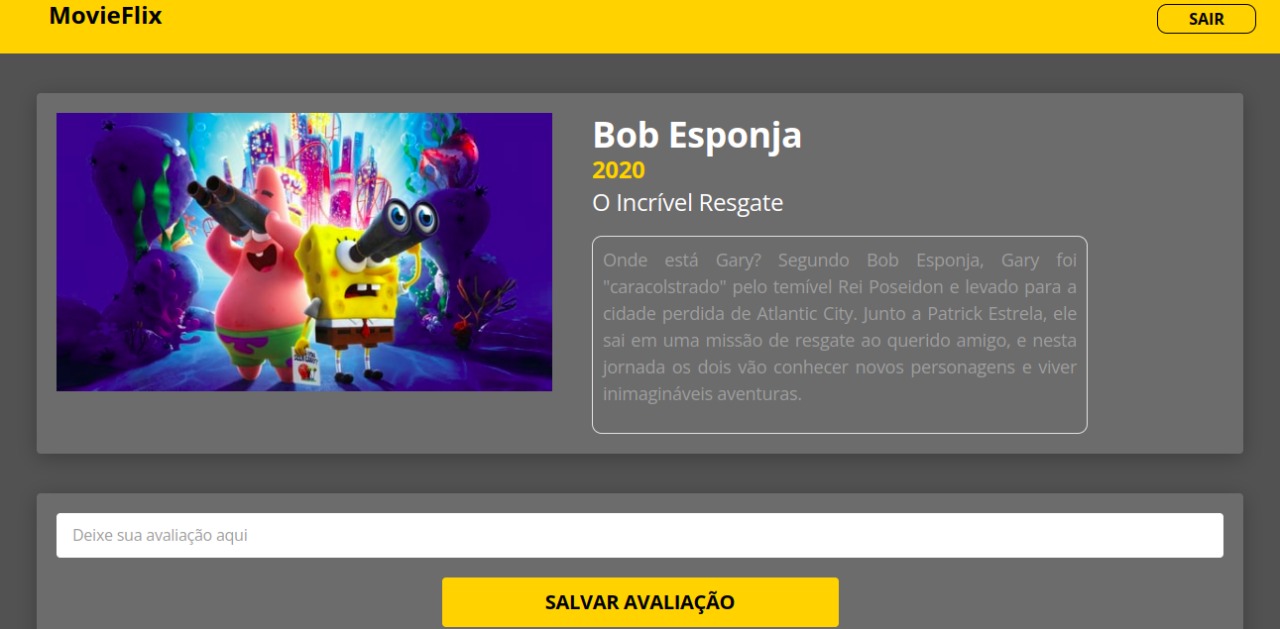 MovieFlix
SAIR
Bob Esponja
2020
O Incrível Resgate
Onde está Gary? Segundo Bob Esponja, Gary foi
"caracolstrado" pelo temível Rei Poseidon e levado para a
cidade perdida de Atlantic City. Junto a Patrick Estrela, ele
sai em uma missão de resgate ao querido amigo, e nesta
jornada os dois vão conhecer novos personagens e viver
inimagináveis aventuras.
Deixe sua avaliação aqui
SALVAR AVALIAÇÃO